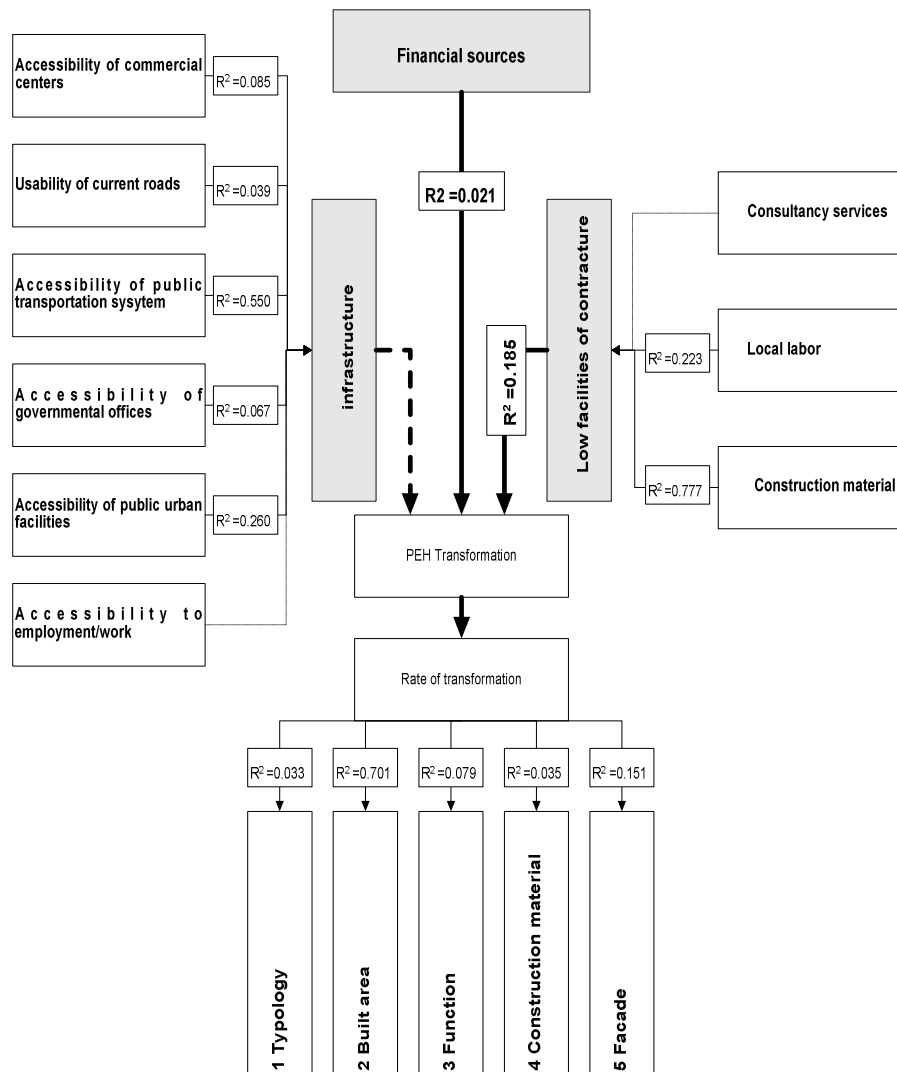 Financial sources
R2 =0.021
Accessibility of commercial
centers
R² =0.085
Usability of current roads
R² =0.039
Accessibility of public
transportation sysytem
R² =0.550
Accessibility of
governmental offices
R² =0.067
Accessibility of public urban
facilities
R² =0.260
Accessibility to
employment/work
infrastructure
Low facilities of contracture
R² =0.185
Consultancy services
Local labor
R² =0.223
Construction material
R² =0.777
PEH Transformation
Rate of transformation
R² =0.033
R² =0.701
R² =0.079
R² =0.035
R² =0.151
1 Typology
2 Built area
3 Function
4 Construction material
5 Facade